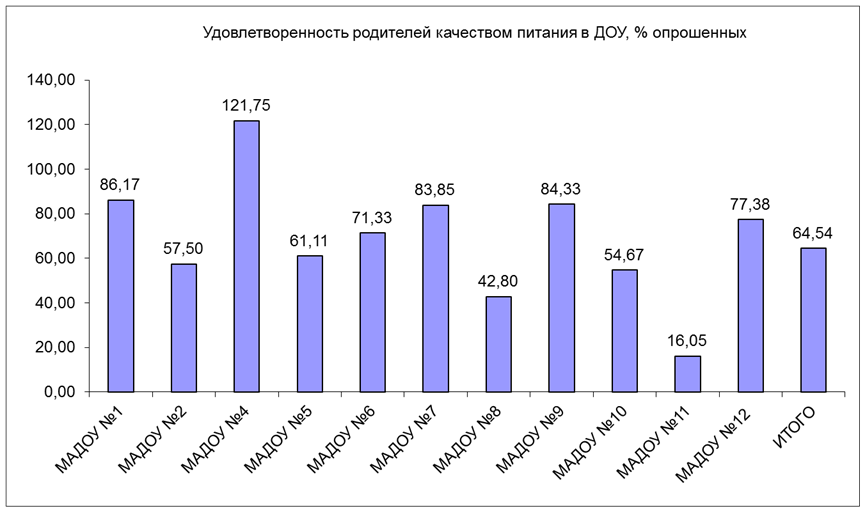 Удовлетворенность родителей качеством питания в ДОУ, % опрошенных
140,00
120,00
100,00
80,00
60,00
40,00
20,00
0,00
86,17
57,50
121,75
61,11
71,33
83,85
42,80
84,33
54,67
16,05
77,38
64,54
МАДОУ №1
МАДОУ №2
МАДОУ №4
МАДОУ №5
МАДОУ №6
МАДОУ №7
МАДОУ №8
МАДОУ №9
МАДОУ №10
МАДОУ №11
МАДОУ №12
ИТОГО